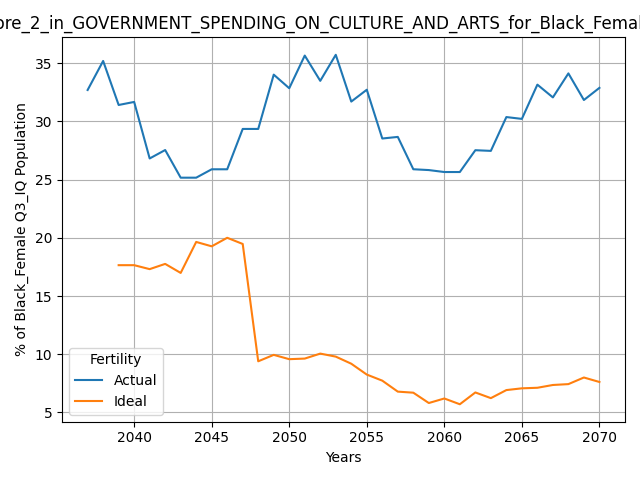 ore_2_in_GOVERNMENT_SPENDING_ON_CULTURE_AND_ARTS_for_Black_Femal
% of Black_Female Q3_IQ Population
35
30
25
20
15
10
5
Fertility
Actual
Ideal
2040 2045 2050 2055 2060 2065 2070
Years